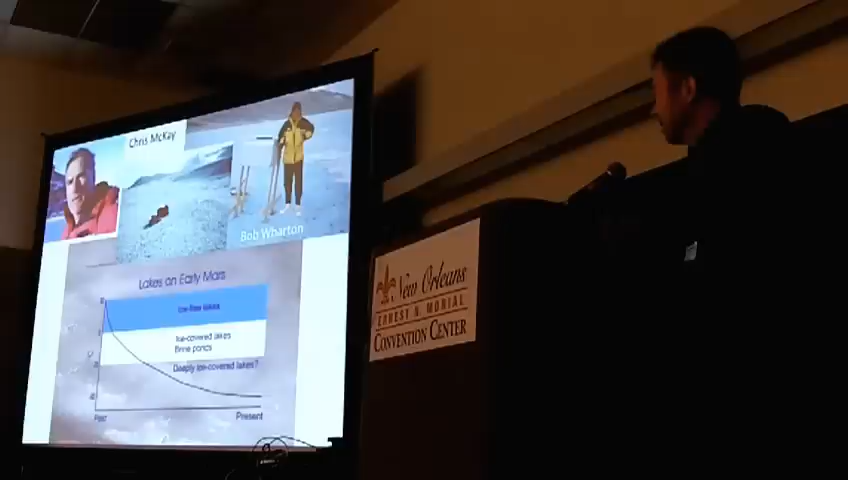 Chris McKay
Bob Wharton
Lakes on Early Mars
Ice-free lakes
Ice-covered lakes
Brine ponds
Deeply ice-covered lakes?
Past
Present
New Orleans
ERNEST N. MORIAL
CONVENTION CENTER